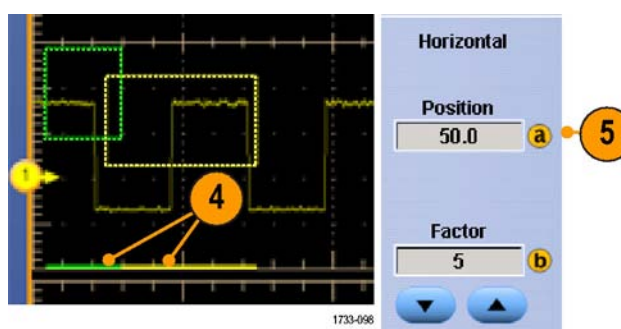 1
4
1733-098
Horizontal
Position
50.0 a
5
Factor
5 b